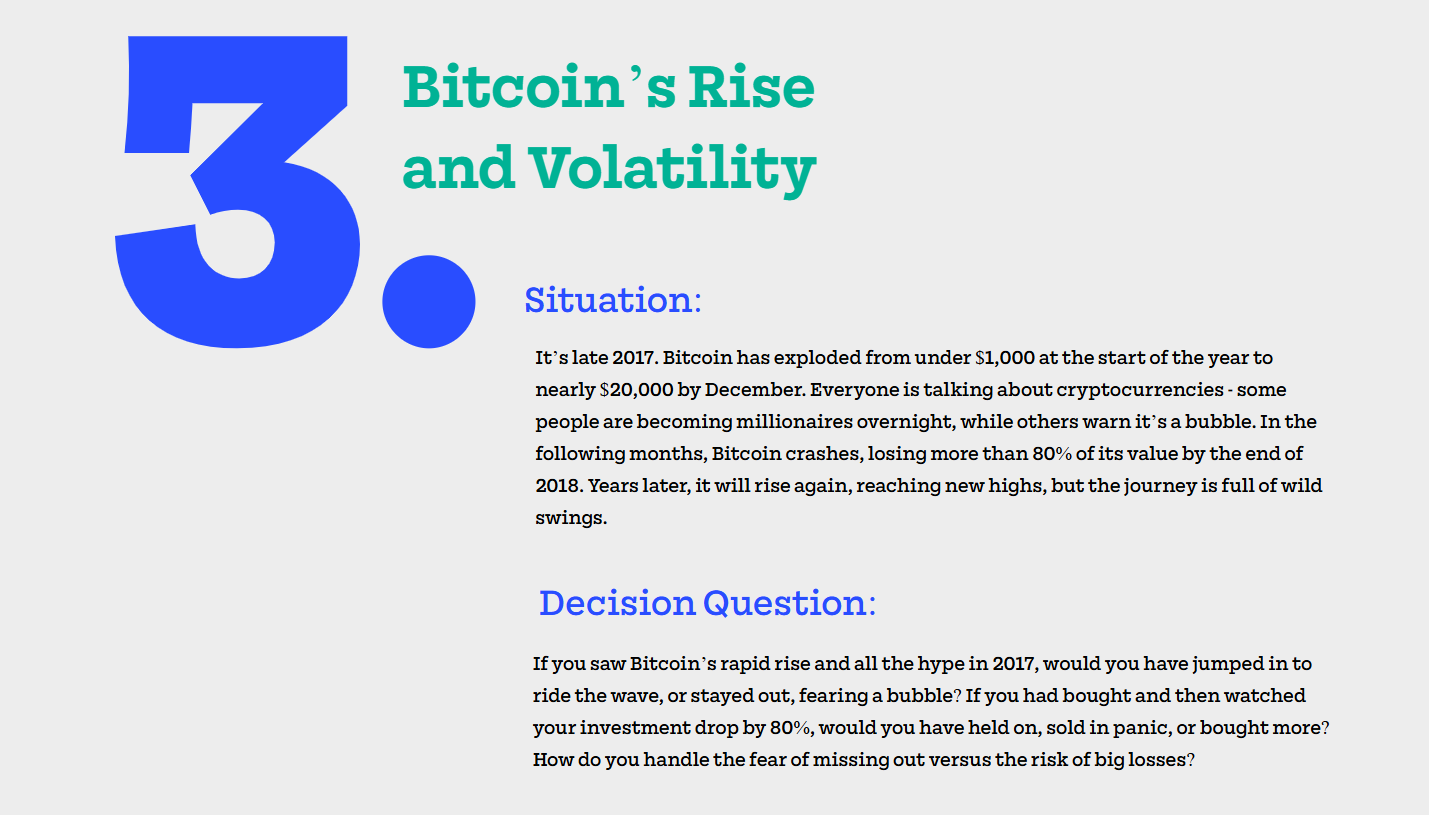 3.
Bitcoin’s Rise
and Volatility
Situation:
It’s late 2017. Bitcoin has exploded from under $1,000 at the start of the year to
nearly $20,000 by December. Everyone is talking about cryptocurrencies - some
people are becoming millionaires overnight, while others warn it’s a bubble. In the
following months, Bitcoin crashes, losing more than 80% of its value by the end of
2018. Years later, it will rise again, reaching new highs, but the journey is full of wild
swings.
Decision Question:
If you saw Bitcoin’s rapid rise and all the hype in 2017, would you have jumped in to
ride the wave, or stayed out, fearing a bubble? If you had bought and then watched
your investment drop by 80%, would you have held on, sold in panic, or bought more?
How do you handle the fear of missing out versus the risk of big losses?